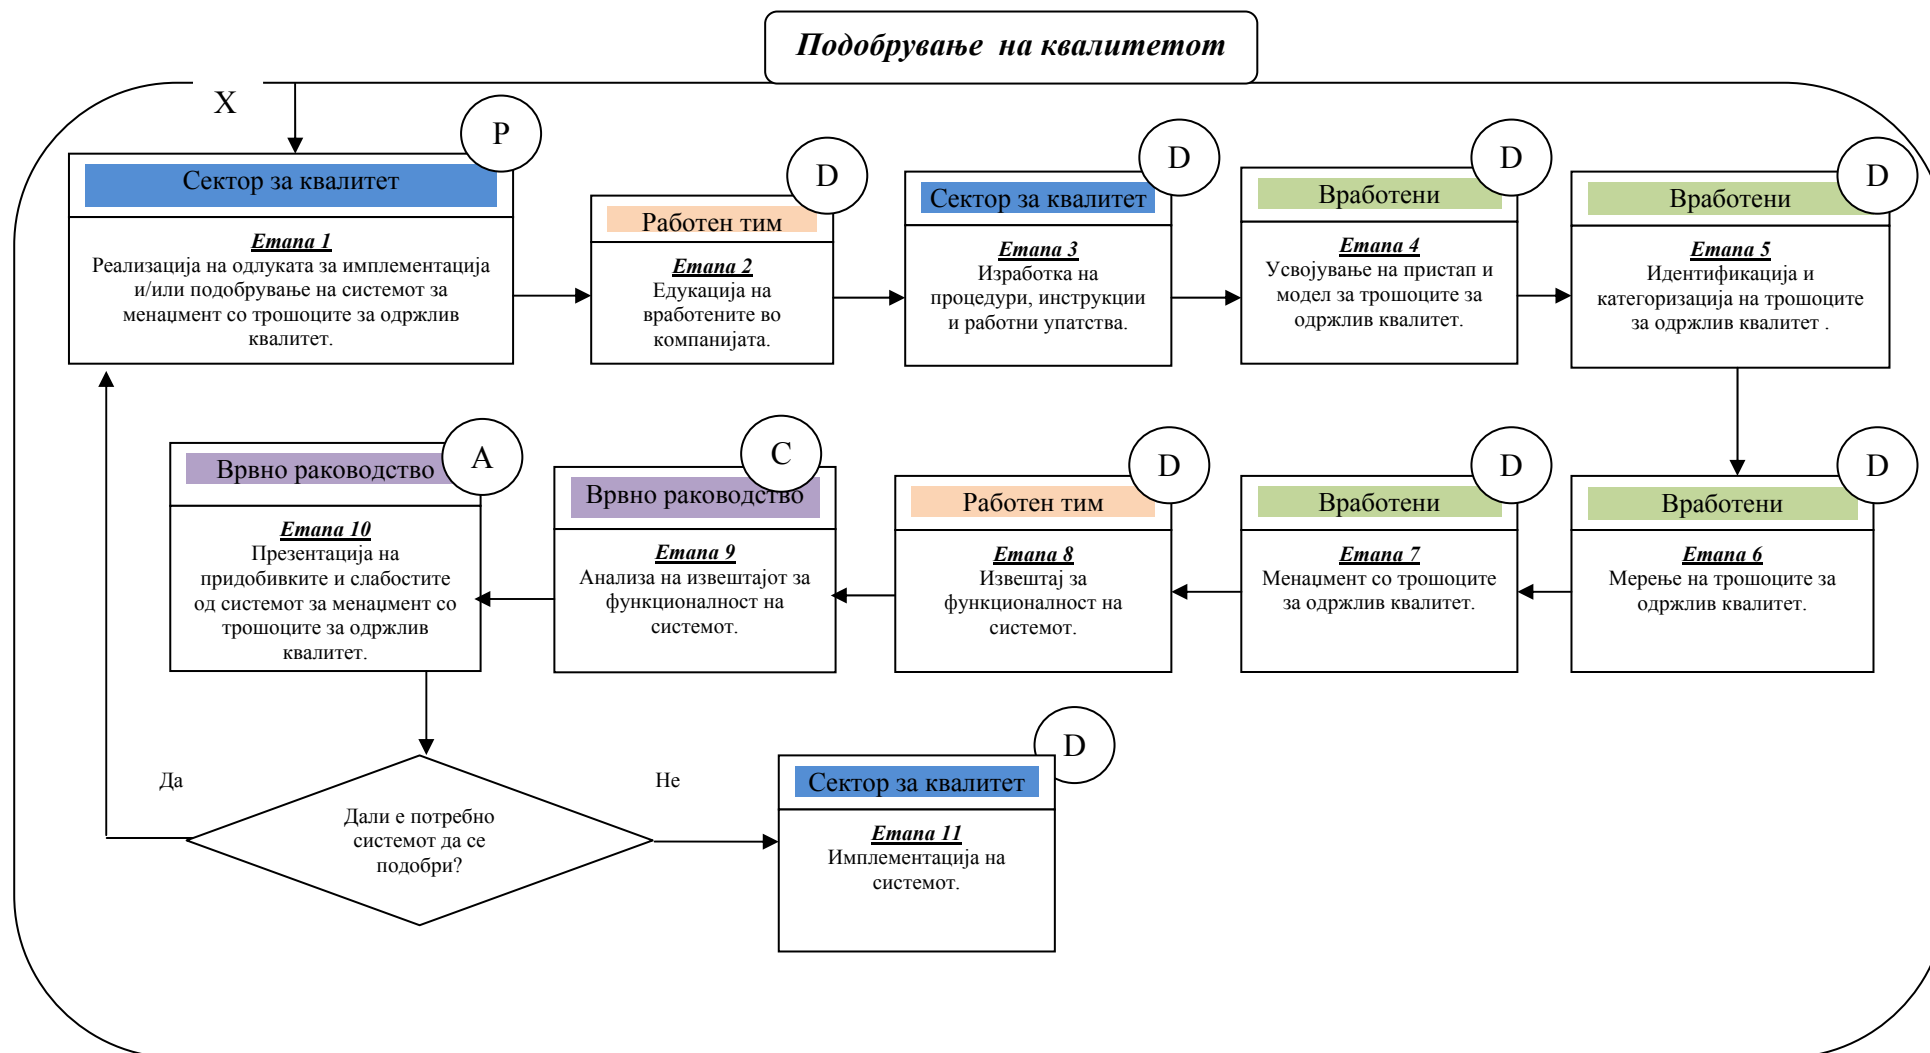 Подобрување на квалитетот
X
P
Сектор за квалитет
Етапа 1
Реализација на одлуката за имплементација
и/или подобрување на системот за
менаџмент со трошоците за одржлив
квалитет.
D
Работен тим
Етапа 2
Едукација на
вработените во
компанијата.
D
Сектор за квалитет
Етапа 3
Изработка на
процедури, инструкции
и работни упатства.
D
Вработени
Етапа 4
Усвојување на пристап и
модел за трошоците за
одржлив квалитет.
D
Вработени
Етапа 5
Идентификација и
категоризација на трошоците
за одржлив квалитет .
D
Вработени
Етапа 6
Мерење на трошоците за
одржлив квалитет.
D
Вработени
Етапа 7
Менаџмент со трошоците
за одржлив квалитет.
D
Работен тим
Етапа 8
Извештај за
функционалност на
системот.
C
Врвно раководство
Етапа 9
Анализа на извештајот за
функционалност на
системот.
A
Врвно раководство
Етапа 10
Презентација на
придобивките и слабостите
од системот за менаџмент со
трошоците за одржлив
квалитет.
Да
Дали е потребно
системот да се
подобри?
Не
D
Сектор за квалитет
Етапа 11
Имплементација на
системот.